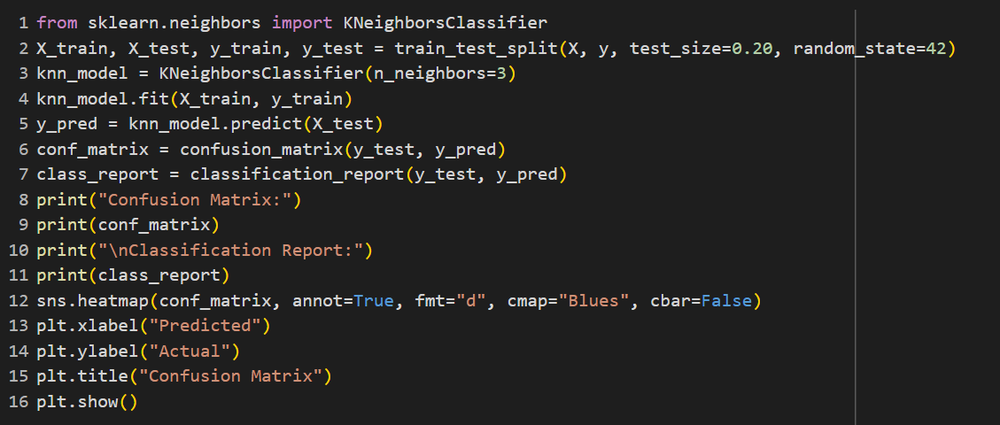 1 from sklearn.neighbors import KNeighborsClassifier
2 X_train, X_test, y_train, y_test = train_test_split(X, y, test_size=0.20, random_state=42)
3 knn_model = KNeighborsClassifier(n_neighbors=3)
4 knn_model.fit(X_train, y_train)
5 y_pred = knn_model.predict(X_test)
6 conf_matrix = confusion_matrix(y_test, y_pred)
7 class_report = classification_report(y_test, y_pred)
8 print("Confusion Matrix:")
9 print(conf_matrix)
10 print("\nClassification Report:")
11 print(class_report)
12 sns.heatmap(conf_matrix, annot=True, fmt="d", cmap="Blues", cbar=False)
13 plt.xlabel("Predicted")
14 plt.ylabel("Actual")
15 plt.title("Confusion Matrix")
16 plt.show()